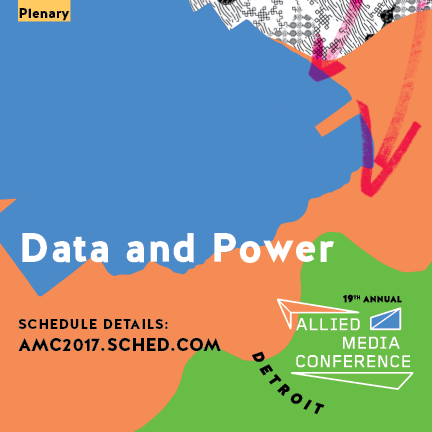 Plenary
Data and Power
SCHEDULE DETAILS:
AMC2017.SCHED.COM
19TH ANNUAL
ALLIED
MEDIA
CONFERENCE
DETROIT